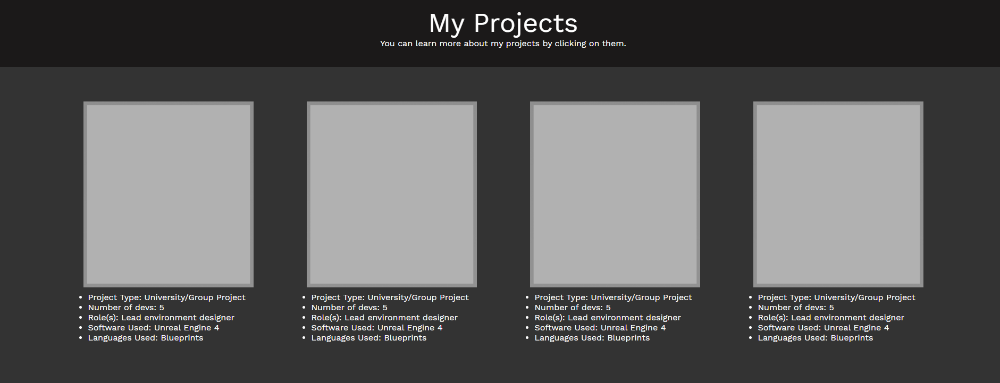 My Projects
You can learn more about my projects by clicking on them.
Project Type: University/Group Project
Number of devs: 5
Role(s): Lead environment designer
Software Used: Unreal Engine 4
Languages Used: Blueprints
Project Type: University/Group Project
Number of devs: 5
Role(s): Lead environment designer
Software Used: Unreal Engine 4
Languages Used: Blueprints
Project Type: University/Group Project
Number of devs: 5
Role(s): Lead environment designer
Software Used: Unreal Engine 4
Languages Used: Blueprints
Project Type: University/Group Project
Number of devs: 5
Role(s): Lead environment designer
Software Used: Unreal Engine 4
Languages Used: Blueprints